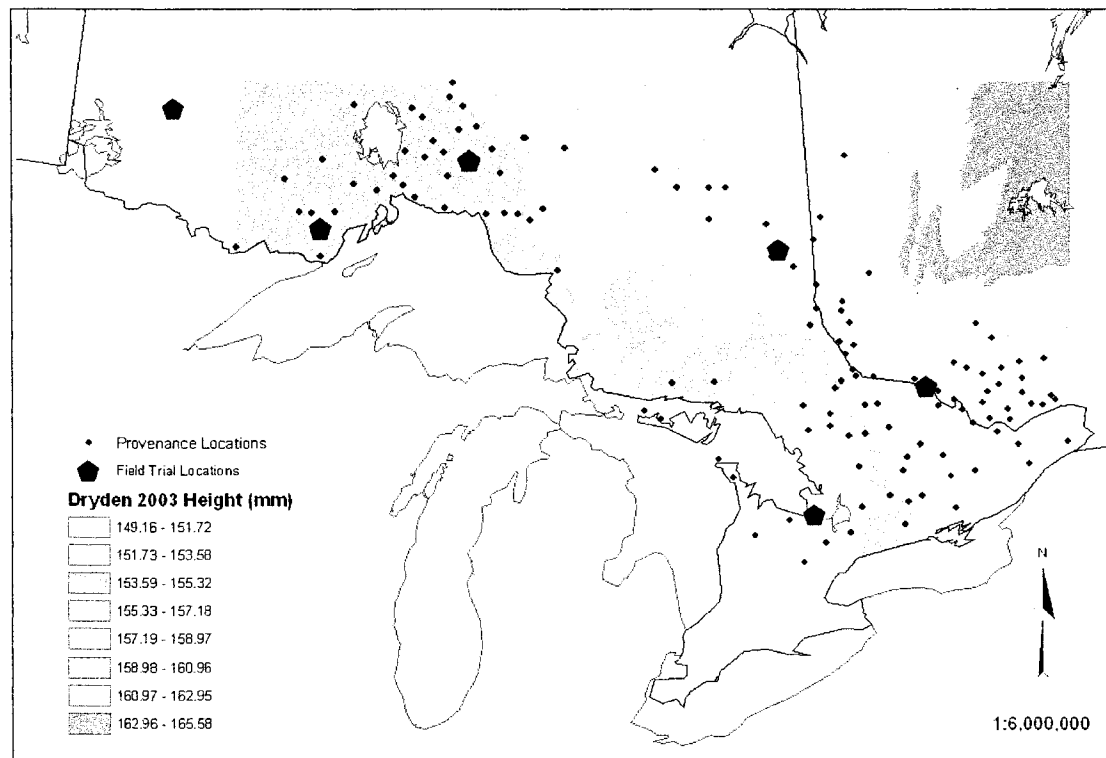 Provenance Locations
Field Trial Locations
Dryden 2003 Height (mm)
149.16 - 151.72
151.73 - 153.58
153.59 - 155.32
155.33 - 157.18
157.19 - 158.97
158.98 - 160.96
160.97 - 162.95
162.96 - 165.58
N
1:6,000,000